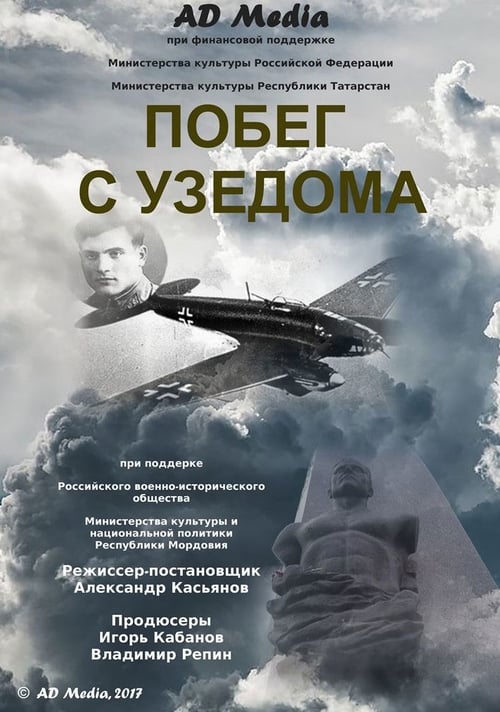 AD Media
при финансовой поддержке
Министерства культуры Российской Федерации
Министерства культуры Республики Татарстан
ПОБЕГ
С УЗЕДОМА
при поддерке
Российского военно-исторического
общества
Министерства культуры и
национальной политики
Республики Мордовия
Режиссер-постановщик
Александр Касьянов
Продюсеры
Игорь Кабанов
Владимир Репин
© AD Media, 2017